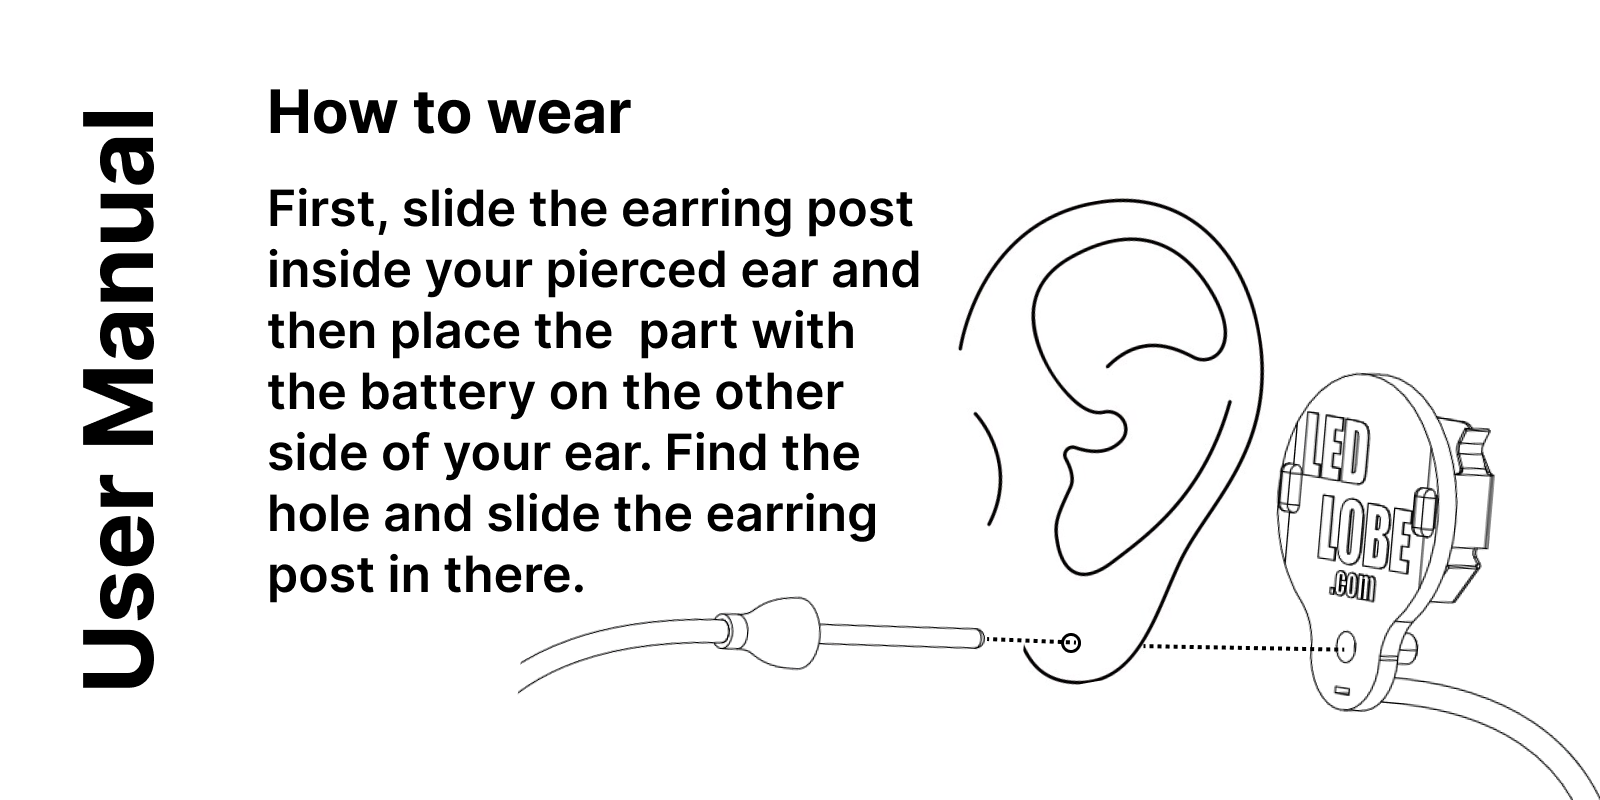 User Manual
How to wear
First, slide the earring post
inside your pierced ear and
then place the  part with
the battery on the other
side of your ear. Find the
hole and slide the earring
post in there.
LED
LOBE
.com